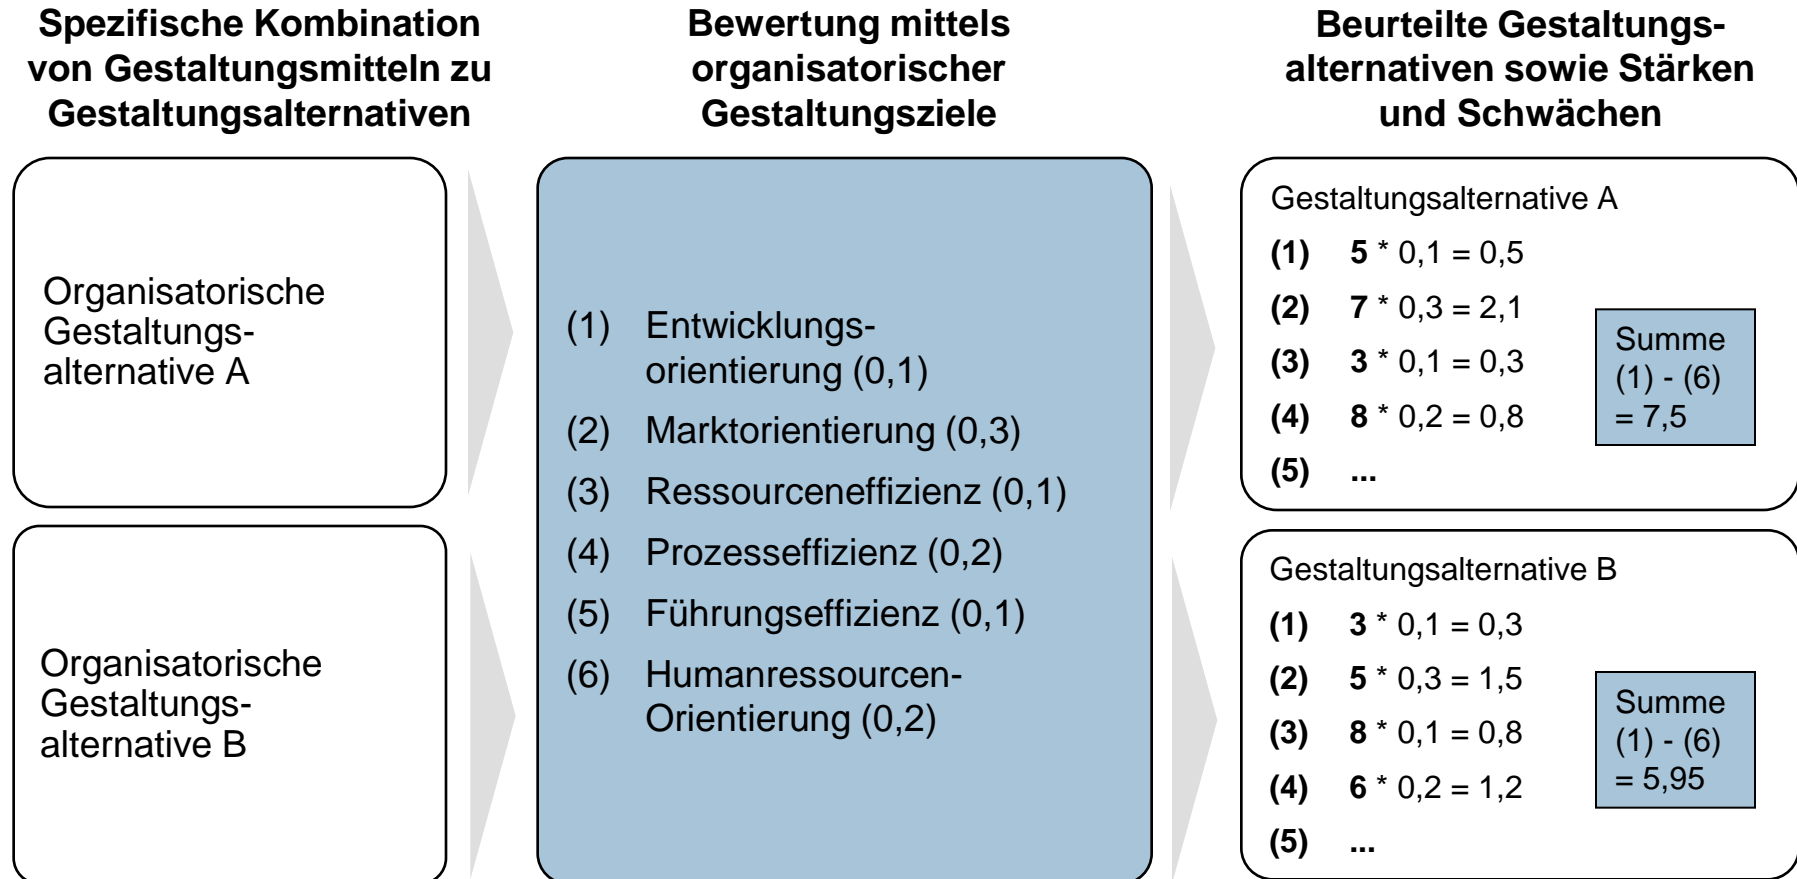 Spezifische Kombination
von Gestaltungsmitteln zu
Gestaltungsalternativen
Bewertung mittels
organisatorischer
Gestaltungsziele
Beurteilte Gestaltungs-
alternativen sowie Stärken
und Schwächen
Organisatorische
Gestaltungs-
alternative A
Organisatorische
Gestaltungs-
alternative B
(1) Entwicklungs-
orientierung (0,1)
(2) Marktorientierung (0,3)
(3) Ressourceneffizienz (0,1)
(4) Prozesseffizienz (0,2)
(5) Führungseffizienz (0,1)
(6) Humanressourcen-
Orientierung (0,2)
Gestaltungsalternative A
(1) 5 * 0,1 = 0,5
(2) 7 * 0,3 = 2,1
(3) 3 * 0,1 = 0,3
(4) 8 * 0,2 = 0,8
(5) ...
Summe
(1) - (6)
= 7,5
Gestaltungsalternative B
(1) 3 * 0,1 = 0,3
(2) 5 * 0,3 = 1,5
(3) 8 * 0,1 = 0,8
(4) 6 * 0,2 = 1,2
(5) ...
Summe
(1) - (6)
= 5,95